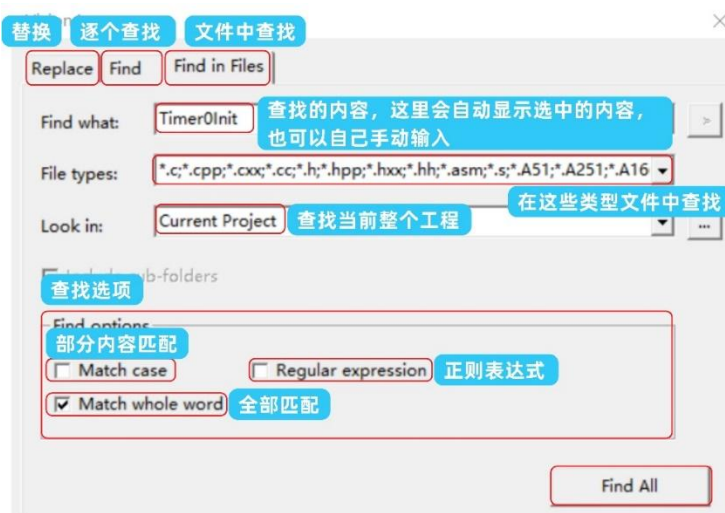 替换 逐个查找 文件中查找
Replace Find Find in Files
Find what: Timer0Init 查找的内容，这里会自动显示选中的内容，
也可以自己手动输入
>
File types: *.c;*.cpp;*.cxx;*.cc;*.h;*.hpp;*.hxx;*.hh;*.asm;*.s;*.A51;*.A251;*.A16
在这些类型文件中查找
Look in: Current Project 查找当前整个工程
...
sub-folders
查找选项
Find options
部分内容匹配
Match case Regular expression 正则表达式
Match whole word 全部匹配
Find All